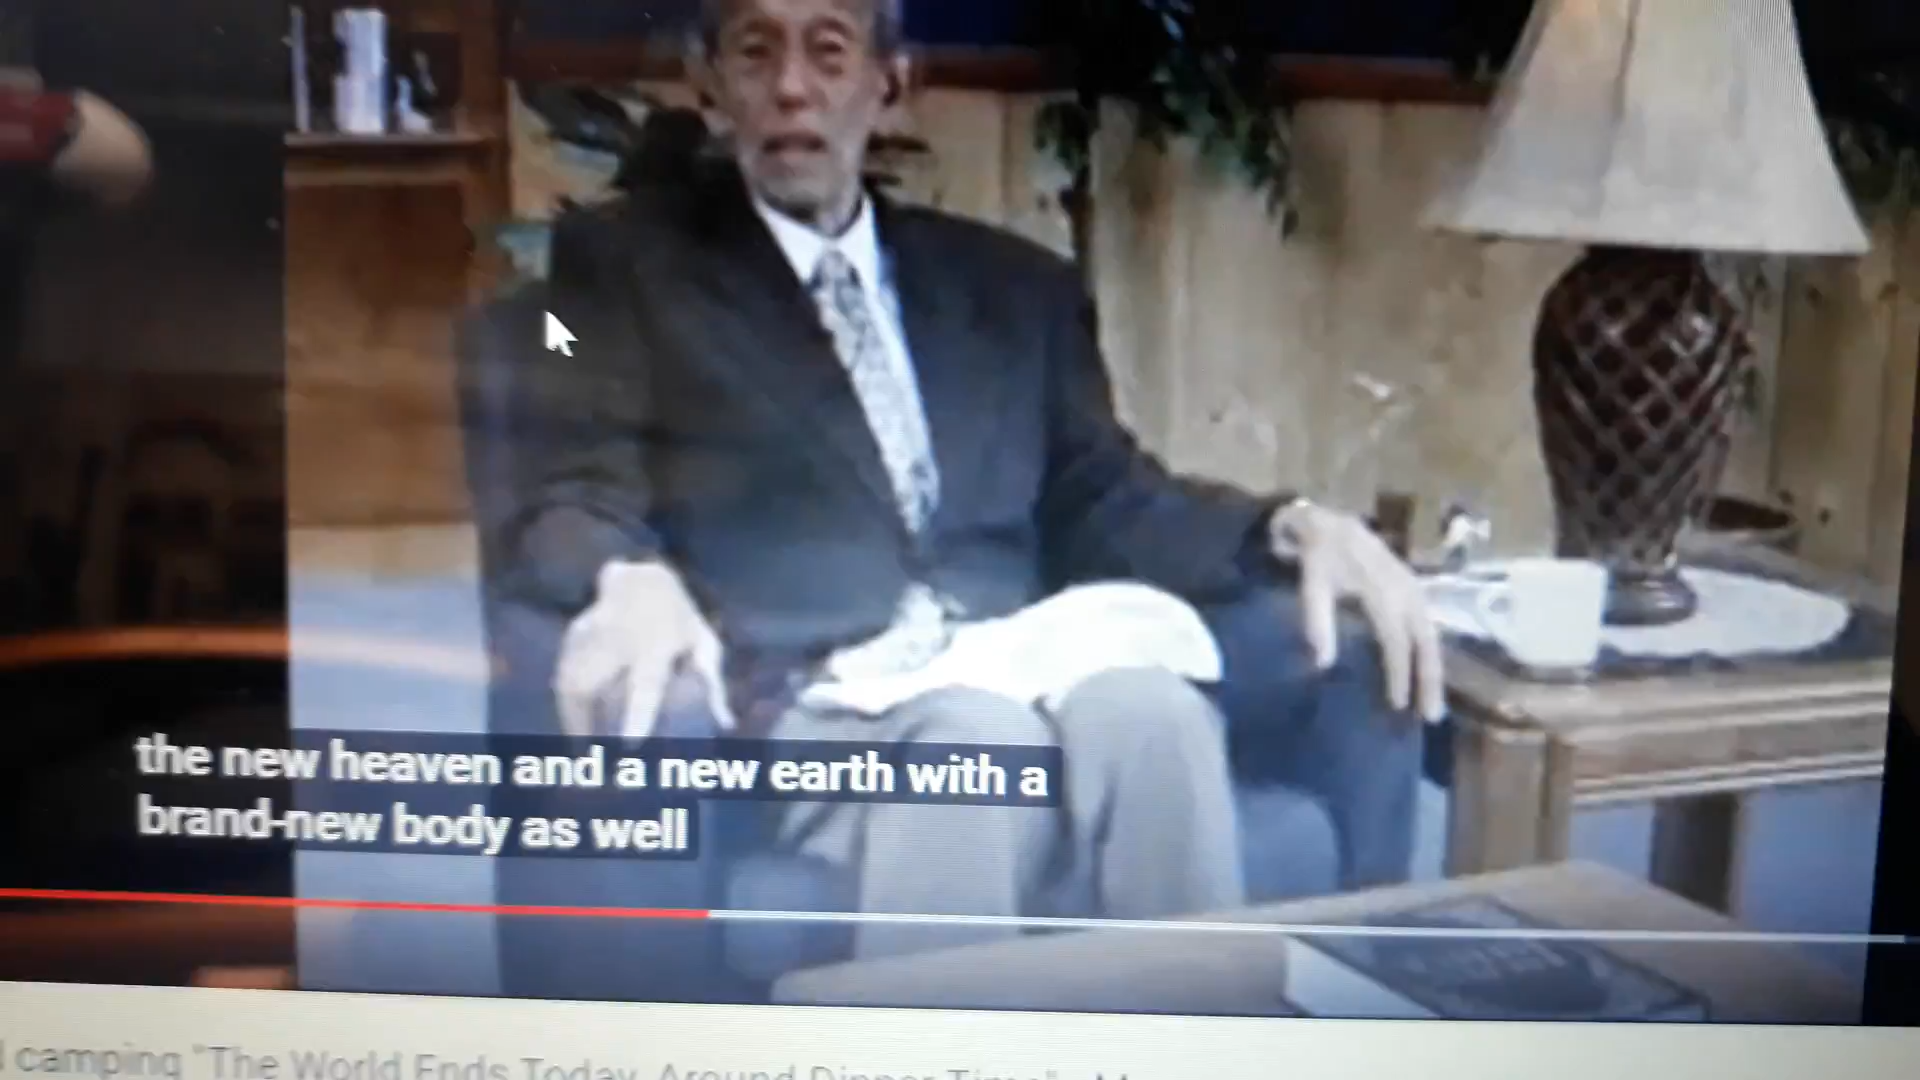 the new heaven and a new earth with a
brand-new body as well
camping "The World Ends Today, Around Dinner Time"